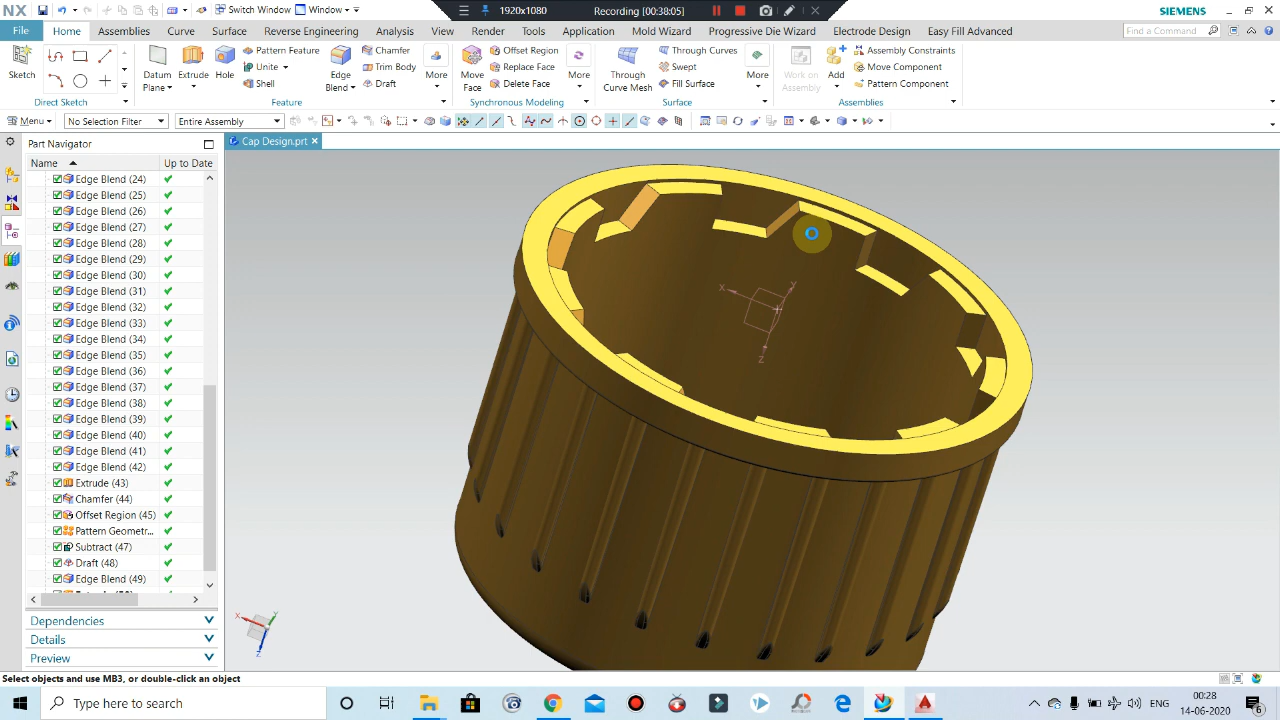 NX
Switch Window
Window
1920x1080
Recording [00:38:05]
SIEMENS
File
Home
Assemblies
Curve
Surface
Reverse Engineering
Analysis
View
Render
Tools
Application
Mold Wizard
Progressive Die Wizard
Electrode Design
Easy Fill Advanced
Find a Command
Sketch
Direct Sketch
Datum Plane
Extrude
Hole
Pattern Feature
Unite
Shell
Edge Blend
Chamfer
Trim Body
Draft
More
Feature
Move Face
Offset Region
Replace Face
Delete Face
More
Synchronous Modeling
Through Curve Mesh
Through Curves
Swept
Fill Surface
More
Surface
Work on Assembly
Add
Assembly Constraints
Move Component
Pattern Component
Assemblies
Menu
No Selection Filter
Entire Assembly
Part Navigator
Cap Design.prt
Name
Up to Date
Edge Blend (24)
Edge Blend (25)
Edge Blend (26)
Edge Blend (27)
Edge Blend (28)
Edge Blend (29)
Edge Blend (30)
Edge Blend (31)
Edge Blend (32)
Edge Blend (33)
Edge Blend (34)
Edge Blend (35)
Edge Blend (36)
Edge Blend (37)
Edge Blend (38)
Edge Blend (39)
Edge Blend (40)
Edge Blend (41)
Edge Blend (42)
Extrude (43)
Chamfer (44)
Offset Region (45)
Pattern Geometr...
Subtract (47)
Draft (48)
Edge Blend (49)
Dependencies
Details
Preview
X
Y
Z
X
Y
Z
Select objects and use MB3, or double-click an object
Type here to search
ENG
00:28
14-06-2020
6